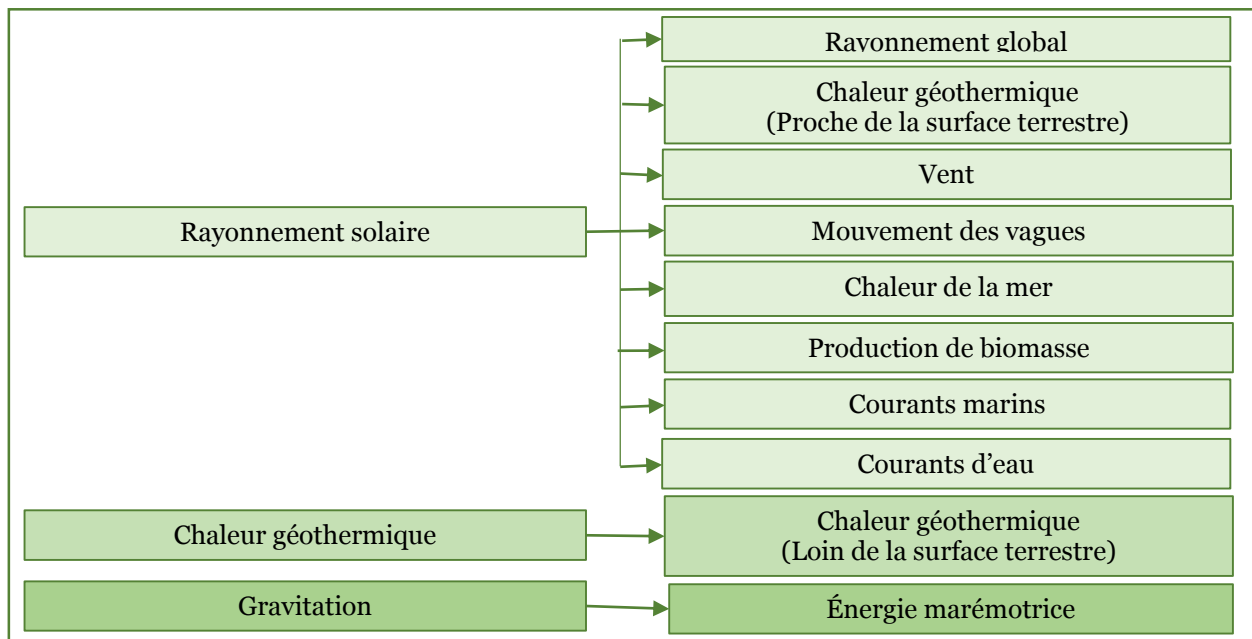 Rayonnement global
Chaleur géothermique
(Proche de la surface terrestre)
Vent
Rayonnement solaire
Mouvement des vagues
Chaleur de la mer
Production de biomasse
Courants marins
Courants d'eau
Chaleur géothermique
Chaleur géothermique
(Loin de la surface terrestre)
Gravitation
Énergie marémotrice